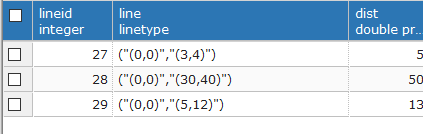 lineid line dist
integer linetype double pr...
27 ("(0,0)","(3,4)") 5
28 ("(0,0)","(30,40)") 50
29 ("(0,0)","(5,12)") 13